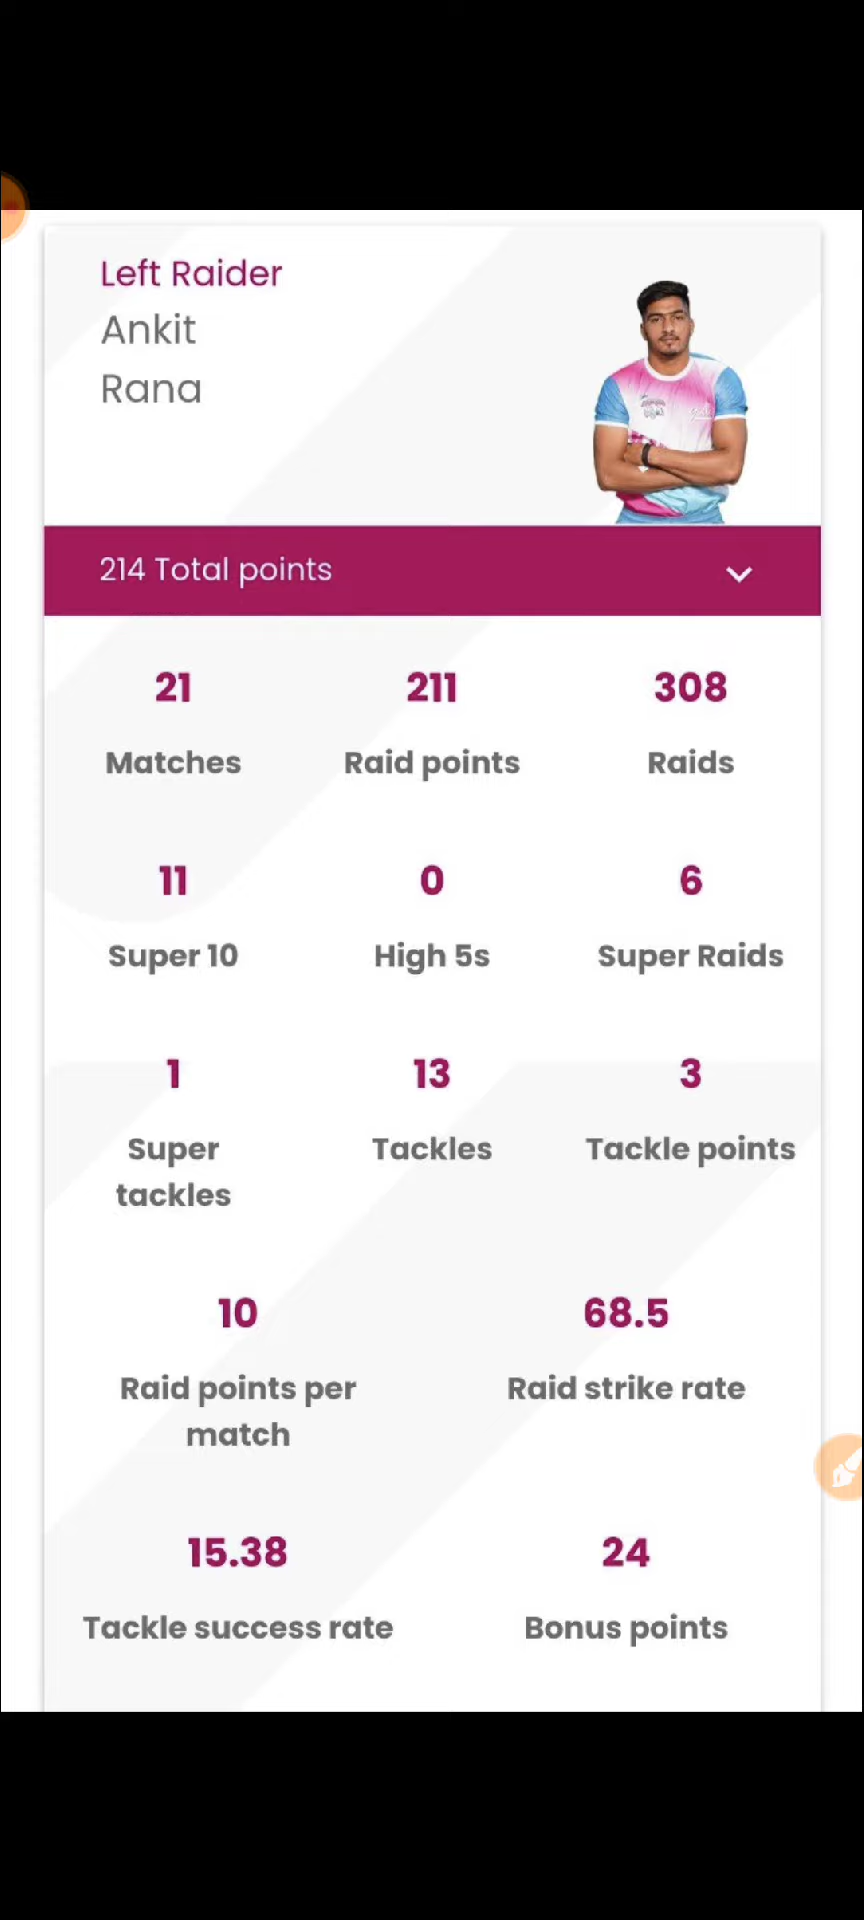 Left Raider
Ankit
Rana
214 Total points
21 211 308
Matches Raid points Raids
11 0 6
Super 10 High 5s Super Raids
1 13 3
Super Tackles Tackle points
tackles
10 68.5
Raid points per Raid strike rate
match
15.38 24
Tackle success rate Bonus points